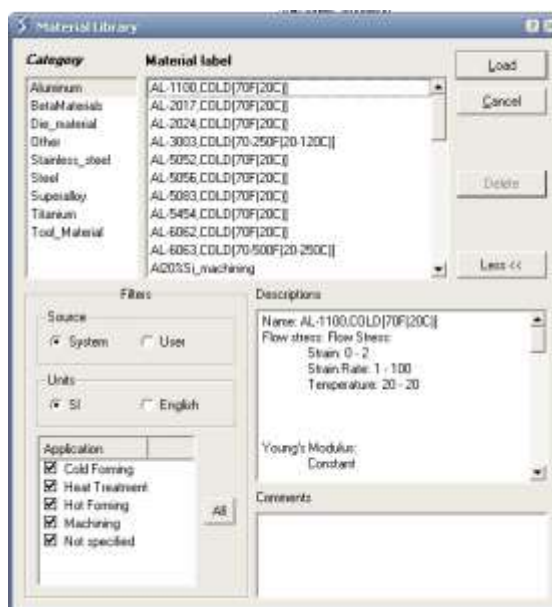 Material Library
Category
Material label
Aluminum
BetaMaterials
Die_material
Other
Stainless_steel
Steel
Superalloy
Titanium
Tool_Material
AL-1100,COLD[70F(20C)]
AL-2017,COLD[70F(20C)]
AL-2024,COLD[70F(20C)]
AL-3003,COLD[70-250F(20-120C)]
AL-5052,COLD[70F(20C)]
AL-5056,COLD[70F(20C)]
AL-5083,COLD[70F(20C)]
AL-5454,COLD[70F(20C)]
AL-6062,COLD[70F(20C)]
AL-6063,COLD[70-500F(20-250C)]
Al20%Si_machining
Load
Cancel
Delete
Less <<
Filters
Source
System
User
Units
SI
English
Application
Cold Forming
Heat Treatment
Hot Forming
Machining
Not specified
All
Descriptions
Name: AL-1100,COLD[70F(20C)]
Flow stress: Flow Stress:
Strain: 0 - 2
Strain Rate: 1 - 100
Temperature: 20 - 20
Young's Modulus:
Constant
Comments